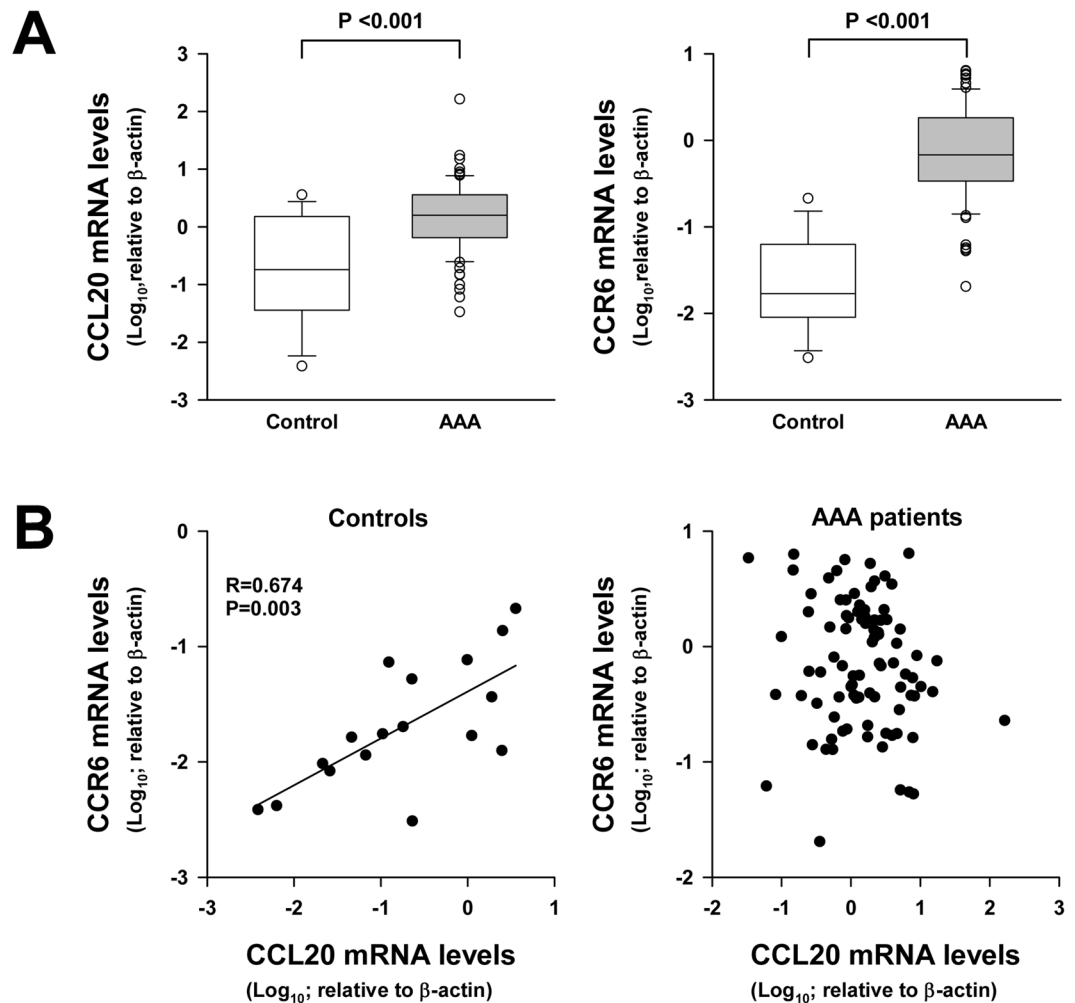 A
P <0.001
CCL20 mRNA levels
(Log10,relative to β-actin)
3
2
1
0
-1
-2
-3
Control
AAA
P <0.001
CCR6 mRNA levels
(Log10,relative to β-actin)
1
0
-1
-2
-3
Control
AAA
B
Controls
R=0.674
P=0.003
CCR6 mRNA levels
(Log10; relative to β-actin)
0
-1
-2
-3
-3 -2 -1 0 1
CCL20 mRNA levels
(Log10; relative to β-actin)
AAA patients
CCR6 mRNA levels
(Log10; relative to β-actin)
1
0
-1
-2
-2 -1 0 1 2 3
CCL20 mRNA levels
(Log10; relative to β-actin)